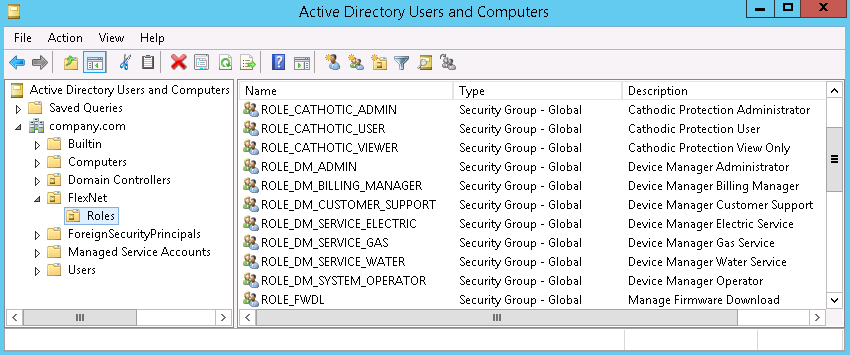 Active Directory Users and Computers
File Action View Help
Active Directory Users and Computers
Saved Queries
company.com
Builtin
Computers
Domain Controllers
FlexNet
Roles
ForeignSecurityPrincipals
Managed Service Accounts
Users
Name Type Description
ROLE_CATHOTIC_ADMIN Security Group - Global Cathodic Protection Administrator
ROLE_CATHOTIC_USER Security Group - Global Cathodic Protection User
ROLE_CATHOTIC_VIEWER Security Group - Global Cathodic Protection View Only
ROLE_DM_ADMIN Security Group - Global Device Manager Administrator
ROLE_DM_BILLING_MANAGER Security Group - Global Device Manager Billing Manager
ROLE_DM_CUSTOMER_SUPPORT Security Group - Global Device Manager Customer Support
ROLE_DM_SERVICE_ELECTRIC Security Group - Global Device Manager Electric Service
ROLE_DM_SERVICE_GAS Security Group - Global Device Manager Gas Service
ROLE_DM_SERVICE_WATER Security Group - Global Device Manager Water Service
ROLE_DM_SYSTEM_OPERATOR Security Group - Global Device Manager Operator
ROLE_FWDL Security Group - Global Manage Firmware Download